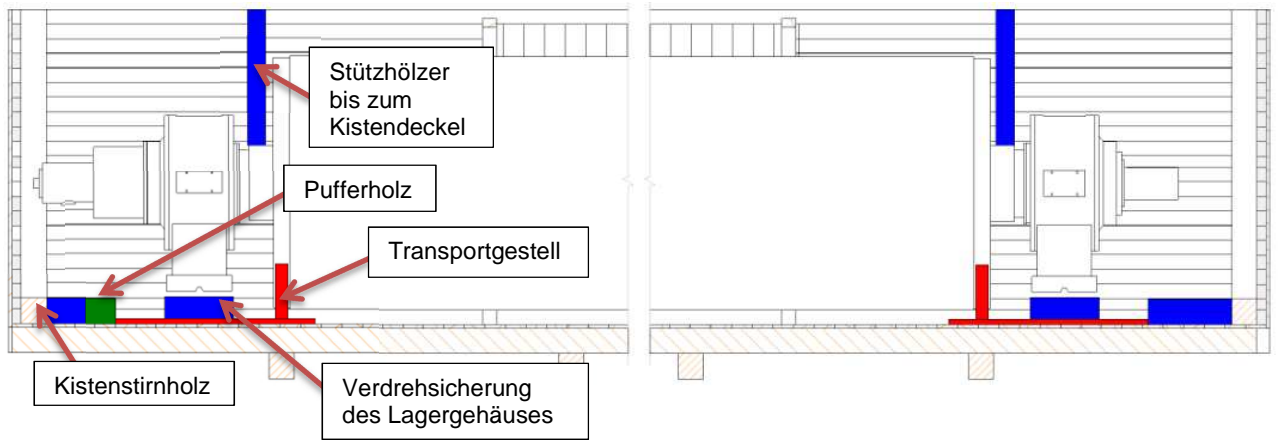 Stützhölzer
bis zum
Kistendeckel
Pufferholz
Transportgestell
Kistenstirnholz
Verdrehsicherung
des Lagergehäuses